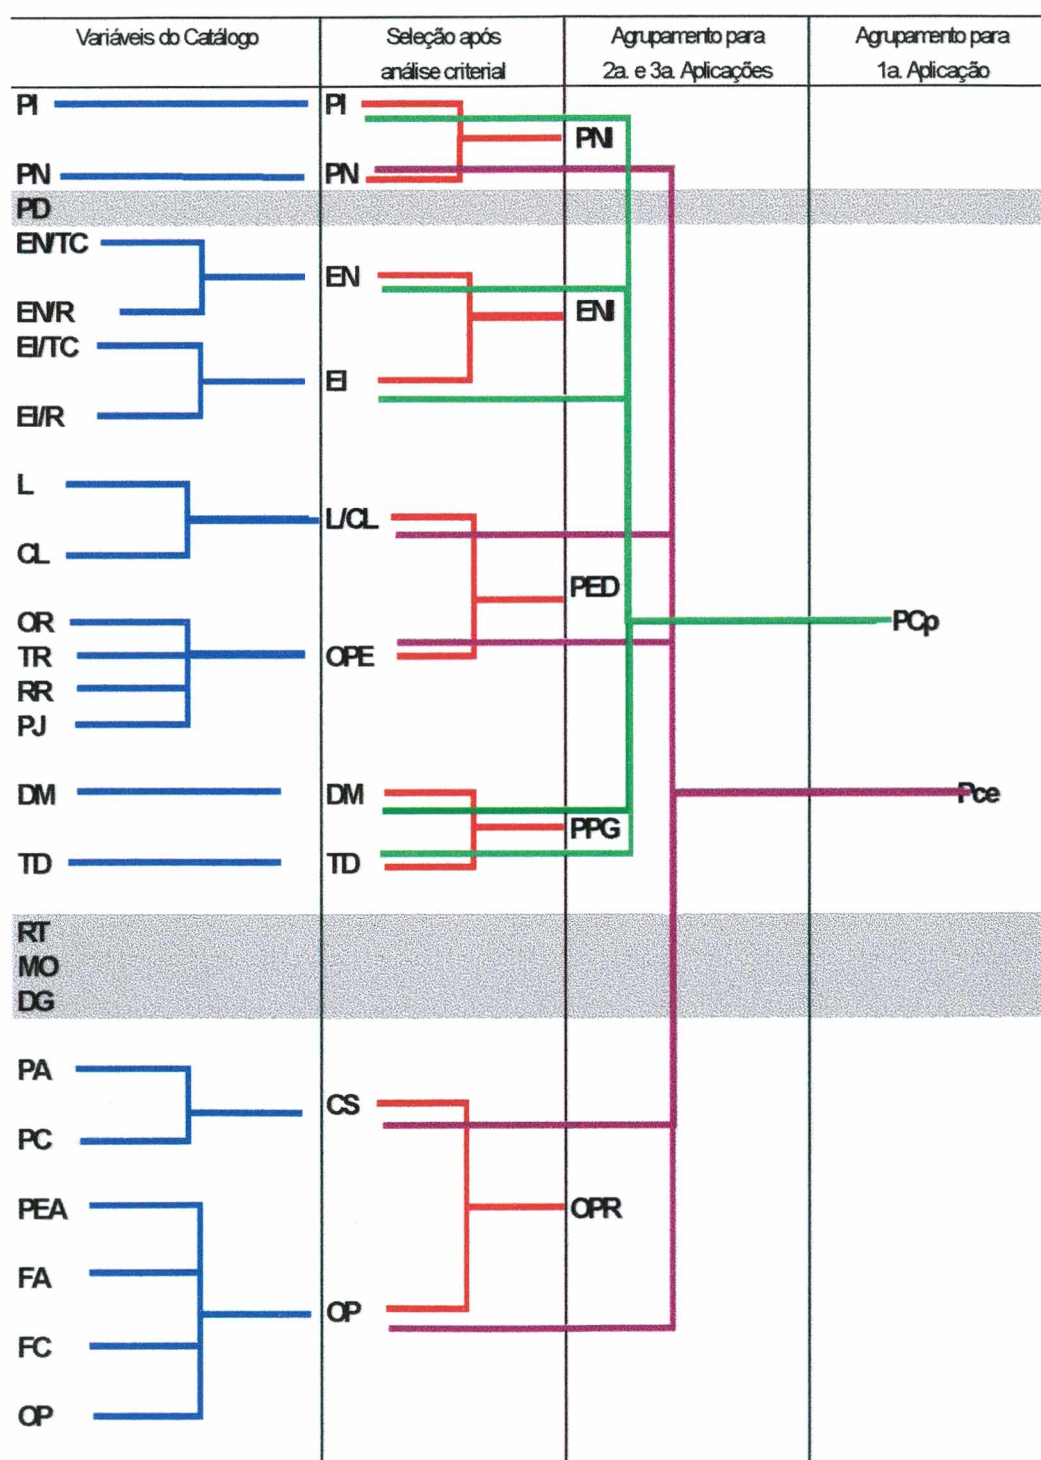 Variáveis do Catálogo
Seleção após
análise criterial
Agrupamento para
2a. e 3a. Aplicações
Agrupamento para
1a. Aplicação
PI
PN
PD
EN/TC
EN/R
EI/TC
EI/R
L
CL
OR
TR
RR
PJ
DM
TD
RT
MO
DG
PA
PC
PEA
FA
FC
OP
PI
PN
EN
EI
L/CL
OPE
DM
TD
CS
OP
PNI
ENI
PED
PPG
OPR
PCp
Pce